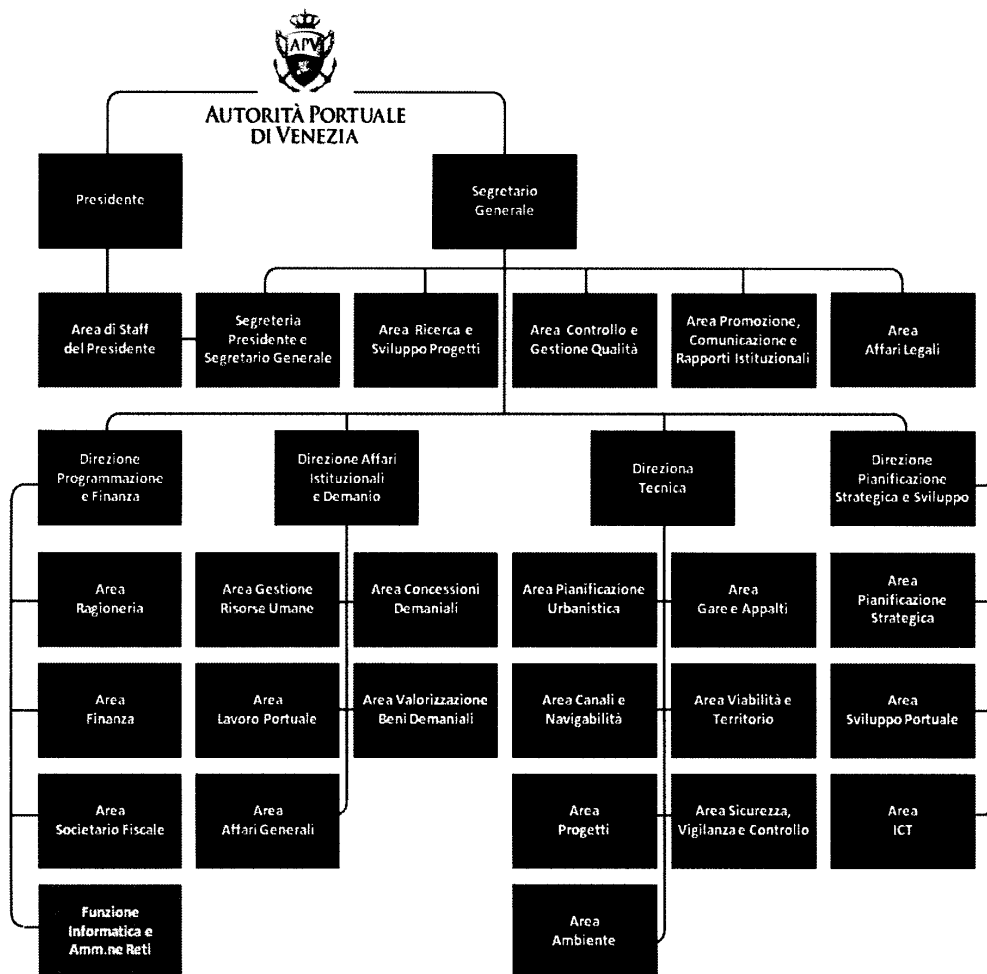 APV
AUTORITÀ PORTUALE
DI VENEZIA
Presidente
Segretario
Generale
Area di Staff
del Presidente
Segreteria
Presidente e
Segretario Generale
Area Ricerca e
Sviluppo Progetti
Area Controllo e
Gestione Qualità
Area Promozione,
Comunicazione e
Rapporti Istituzionali
Area
Affari Legali
Direzione
Programmazione
e Finanza
Direzione Affari
Istituzionali
e Demanio
Direziona
Tecnica
Direzione
Pianificazione
Strategica e Sviluppo
Area
Ragioneria
Area Gestione
Risorse Umane
Area Concessioni
Demaniali
Area Pianificazione
Urbanistica
Area
Gare e Appalti
Area
Pianificazione
Strategica
Area
Finanza
Area
Lavoro Portuale
Area Valorizzazione
Beni Demaniali
Area Canali e
Navigabilità
Area Viabilità e
Territorio
Area
Sviluppo Portuale
Area
Societario Fiscale
Area
Affari Generali
Area
Progetti
Area Sicurezza,
Vigilanza e Controllo
Area
ICT
Funzione
Informatica e
Amm.ne Reti
Area
Ambiente